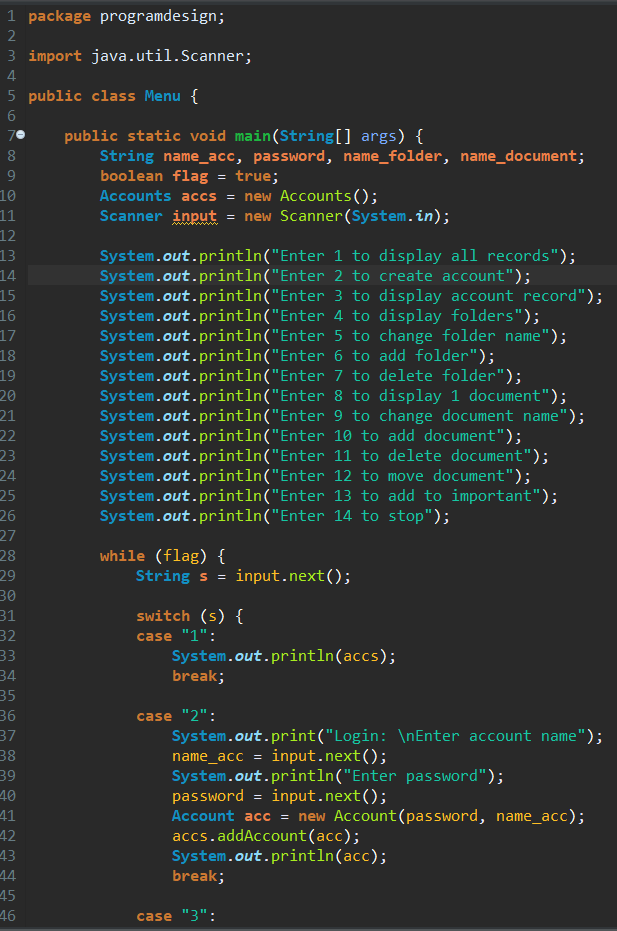 1 package programdesign;
2
3 import java.util.Scanner;
4
5 public class Menu {
6
7 public static void main(String[] args) {
8 String name_acc, password, name_folder, name_document;
9 boolean flag = true;
10 Accounts accs = new Accounts();
11 Scanner input = new Scanner(System.in);
12
13 System.out.println("Enter 1 to display all records");
14 System.out.println("Enter 2 to create account");
15 System.out.println("Enter 3 to display account record");
16 System.out.println("Enter 4 to display folders");
17 System.out.println("Enter 5 to change folder name");
18 System.out.println("Enter 6 to add folder");
19 System.out.println("Enter 7 to delete folder");
20 System.out.println("Enter 8 to display 1 document");
21 System.out.println("Enter 9 to change document name");
22 System.out.println("Enter 10 to add document");
23 System.out.println("Enter 11 to delete document");
24 System.out.println("Enter 12 to move document");
25 System.out.println("Enter 13 to add to important");
26 System.out.println("Enter 14 to stop");
27
28 while (flag) {
29 String s = input.next();
30
31 switch (s) {
32 case "1":
33 System.out.println(accs);
34 break;
35
36 case "2":
37 System.out.print("Login: \nEnter account name");
38 name_acc = input.next();
39 System.out.println("Enter password");
40 password = input.next();
41 Account acc = new Account(password, name_acc);
42 accs.addAccount(acc);
43 System.out.println(acc);
44 break;
45
46 case "3":